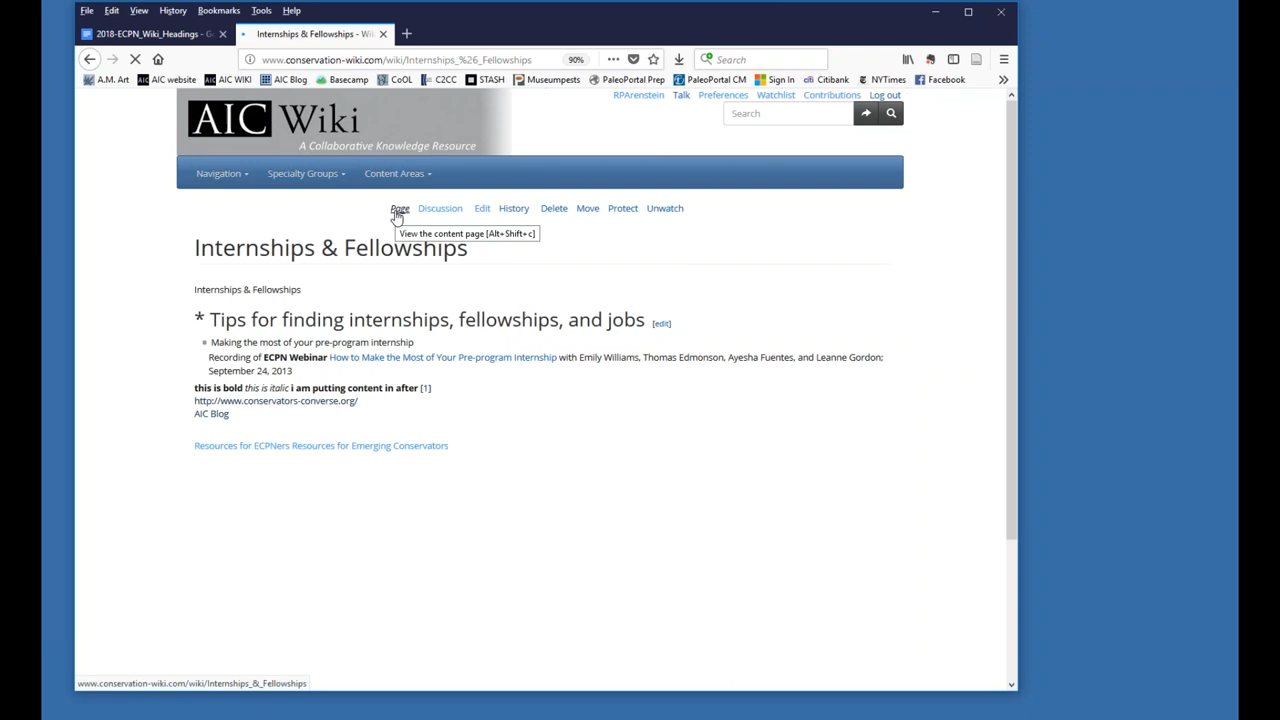 File Edit View History Bookmarks Tools Help
2018-ECPN_Wiki_Headings - G
Internships & Fellowships - Wi
www.conservation-wiki.com/wiki/Internships_%26_Fellowships 90% Search
A.M. Art AIC website AIC WIKI AIC Blog Basecamp CoOL C2CC STASH Museumpests PaleoPortal Prep PaleoPortal CM Sign In Citibank NYTimes Facebook
RPArenstein Talk Preferences Watchlist Contributions Log out
AIC Wiki
A Collaborative Knowledge Resource
Search
Navigation Specialty Groups Content Areas
Page Discussion Edit History Delete Move Protect Unwatch
View the content page [Alt+Shift+c]
Internships & Fellowships
Internships & Fellowships
* Tips for finding internships, fellowships, and jobs [edit]
Making the most of your pre-program internship
Recording of ECPN Webinar How to Make the Most of Your Pre-program Internship with Emily Williams, Thomas Edmonson, Ayesha Fuentes, and Leanne Gordon;
September 24, 2013
this is bold this is italic i am putting content in after [1]
http://www.conservators-converse.org/
AIC Blog
Resources for ECPNers Resources for Emerging Conservators
www.conservation-wiki.com/wiki/Internships_&_Fellowships